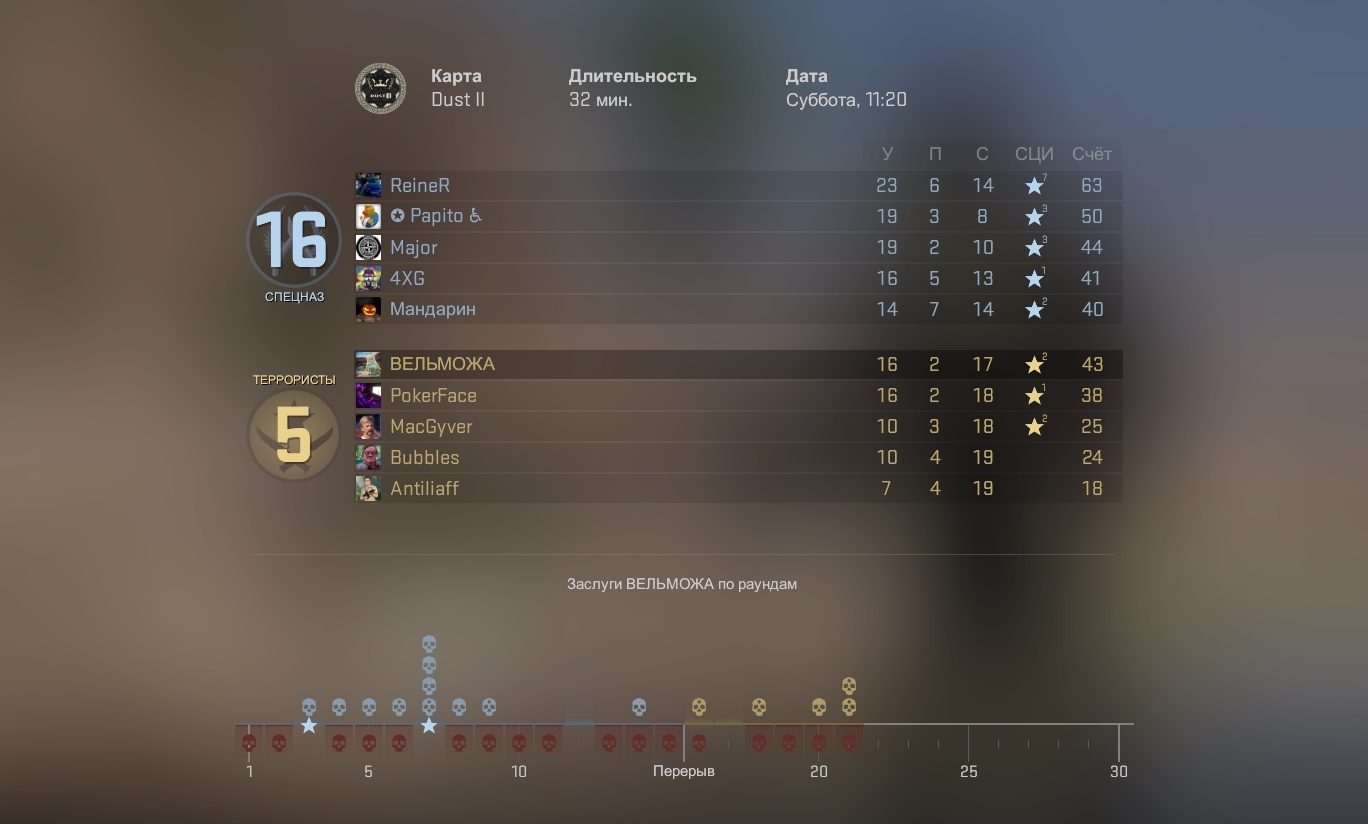 Карта Длительность Дата
DUST II Dust II 32 мин. Суббота, 11:20
У П С СЦИ Счёт
ReineR 23 6 14 ★7 63
✪ Papito ♿ 19 3 8 ★3 50
Major 19 2 10 ★3 44
4XG 16 5 13 ★1 41
Мандарин 14 7 14 ★2 40
16
СПЕЦНАЗ
ТЕРРОРИСТЫ
5
ВЕЛЬМОЖА 16 2 17 ★2 43
PokerFace 16 2 18 ★1 38
MacGyver 10 3 18 ★2 25
Bubbles 10 4 19 24
Antiliaff 7 4 19 18
Заслуги ВЕЛЬМОЖА по раундам
1 5 10 Перерыв 20 25 30